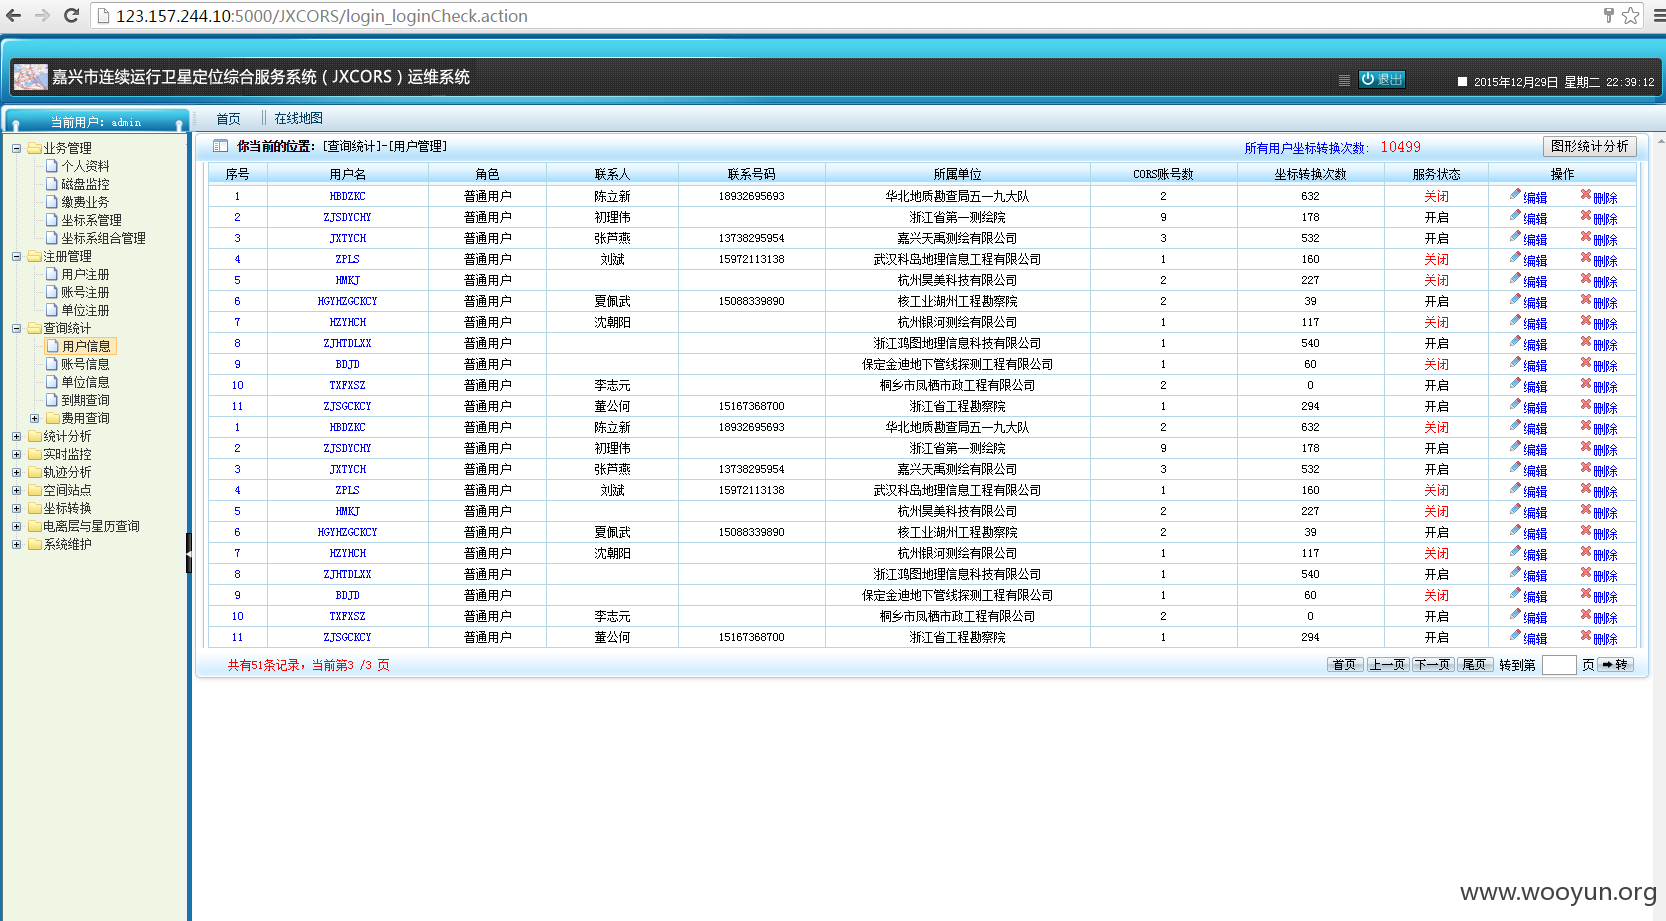 123.157.244.10:5000/JXCORS/login_loginCheck.action
嘉兴市连续运行卫星定位综合服务系统（JXCORS）运维系统
退出
2015年12月29日 星期二 22:39:12
当前用户：admin
首页 在线地图
业务管理
个人资料
磁盘监控
缴费业务
坐标系管理
坐标系组合管理
注册管理
用户注册
账号注册
单位注册
查询统计
用户信息
账号信息
单位信息
到期查询
费用查询
统计分析
实时监控
轨迹分析
空间站点
坐标转换
电离层与星历查询
系统维护
你当前的位置：[查询统计]-[用户管理]
所有用户坐标转换次数： 10499
图形统计分析
序号 用户名 角色 联系人 联系号码 所属单位 CORS账号数 坐标转换次数 服务状态 操作
1 HBDZKC 普通用户 陈立新 18932695693 华北地质勘查局五一九大队 2 632 关闭 编辑 删除
2 ZJSDYCHY 普通用户 初理伟 浙江省第一测绘院 9 178 开启 编辑 删除
3 JXTYCH 普通用户 张芦燕 13738295954 嘉兴天禹测绘有限公司 3 532 开启 编辑 删除
4 ZPLS 普通用户 刘斌 15972113138 武汉科岛地理信息工程有限公司 1 160 关闭 编辑 删除
5 HMKJ 普通用户 杭州昊美科技有限公司 2 227 关闭 编辑 删除
6 HGYHZGCKCY 普通用户 夏佩武 15088339890 核工业湖州工程勘察院 2 39 开启 编辑 删除
7 HZYHCH 普通用户 沈朝阳 杭州银河测绘有限公司 1 117 关闭 编辑 删除
8 ZJHTDLXX 普通用户 浙江鸿图地理信息科技有限公司 1 540 开启 编辑 删除
9 BDJD 普通用户 保定金迪地下管线探测工程有限公司 1 60 关闭 编辑 删除
10 TXFXSZ 普通用户 李志元 桐乡市凤栖市政工程有限公司 2 0 开启 编辑 删除
11 ZJSGCKCY 普通用户 董公何 15167368700 浙江省工程勘察院 1 294 开启 编辑 删除
1 HBDZKC 普通用户 陈立新 18932695693 华北地质勘查局五一九大队 2 632 关闭 编辑 删除
2 ZJSDYCHY 普通用户 初理伟 浙江省第一测绘院 9 178 开启 编辑 删除
3 JXTYCH 普通用户 张芦燕 13738295954 嘉兴天禹测绘有限公司 3 532 开启 编辑 删除
4 ZPLS 普通用户 刘斌 15972113138 武汉科岛地理信息工程有限公司 1 160 关闭 编辑 删除
5 HMKJ 普通用户 杭州昊美科技有限公司 2 227 关闭 编辑 删除
6 HGYHZGCKCY 普通用户 夏佩武 15088339890 核工业湖州工程勘察院 2 39 开启 编辑 删除
7 HZYHCH 普通用户 沈朝阳 杭州银河测绘有限公司 1 117 关闭 编辑 删除
8 ZJHTDLXX 普通用户 浙江鸿图地理信息科技有限公司 1 540 开启 编辑 删除
9 BDJD 普通用户 保定金迪地下管线探测工程有限公司 1 60 关闭 编辑 删除
10 TXFXSZ 普通用户 李志元 桐乡市凤栖市政工程有限公司 2 0 开启 编辑 删除
11 ZJSGCKCY 普通用户 董公何 15167368700 浙江省工程勘察院 1 294 开启 编辑 删除
共有51条记录，当前第3 /3 页
首页 上一页 下一页 尾页 转到第 页 转
www.wooyun.org